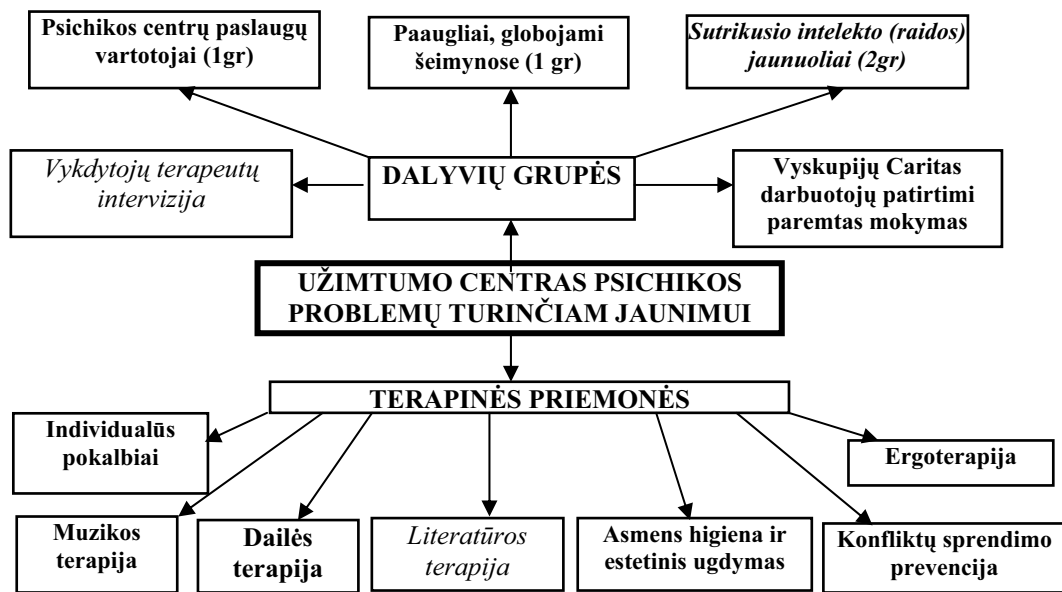 Psichikos centrų paslaugų
vartotojai (1gr)
Paaugliai, globojami
šeimynose (1 gr)
Sutrikusio intelekto (raidos)
jaunuoliai (2gr)
Vykdytojų terapeutų
intervizija
DALYVIŲ GRUPĖS
Vyskupijų Caritas
darbuotojų patirtimi
paremtas mokymas
UŽIMTUMO CENTRAS PSICHIKOS
PROBLEMŲ TURINČIAM JAUNIMUI
TERAPINĖS PRIEMONĖS
Individualūs
pokalbiai
Ergoterapija
Muzikos
terapija
Dailės
terapija
Literatūros
terapija
Asmens higiena ir
estetinis ugdymas
Konfliktų sprendimo
prevencija